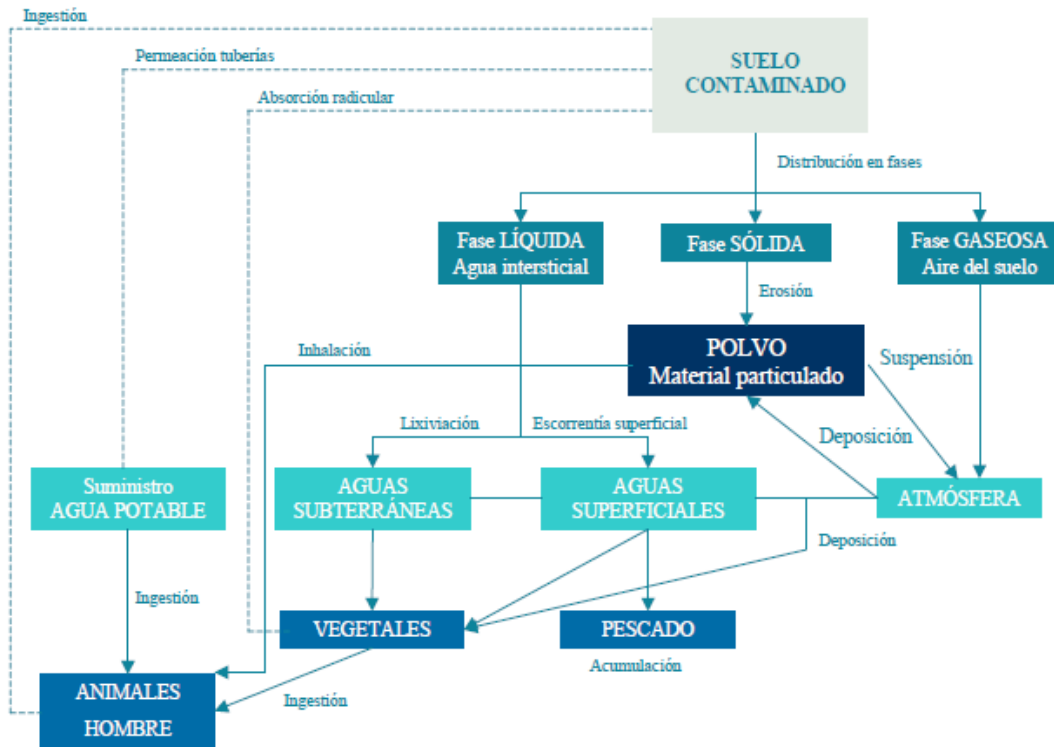 Ingestión
Permeación tuberías
Absorción radicular
SUELO
CONTAMINADO
Distribución en fases
Fase LÍQUIDA
Agua intersticial
Fase SÓLIDA
Fase GASEOSA
Aire del suelo
Erosión
Inhalación
POLVO
Material particulado
Suspensión
Lixiviación
Escorrentía superficial
Deposición
Suministro
AGUA POTABLE
AGUAS
SUBTERRÁNEAS
AGUAS
SUPERFICIALES
ATMÓSFERA
Deposición
Ingestión
VEGETALES
PESCADO
Acumulación
ANIMALES
HOMBRE
Ingestión